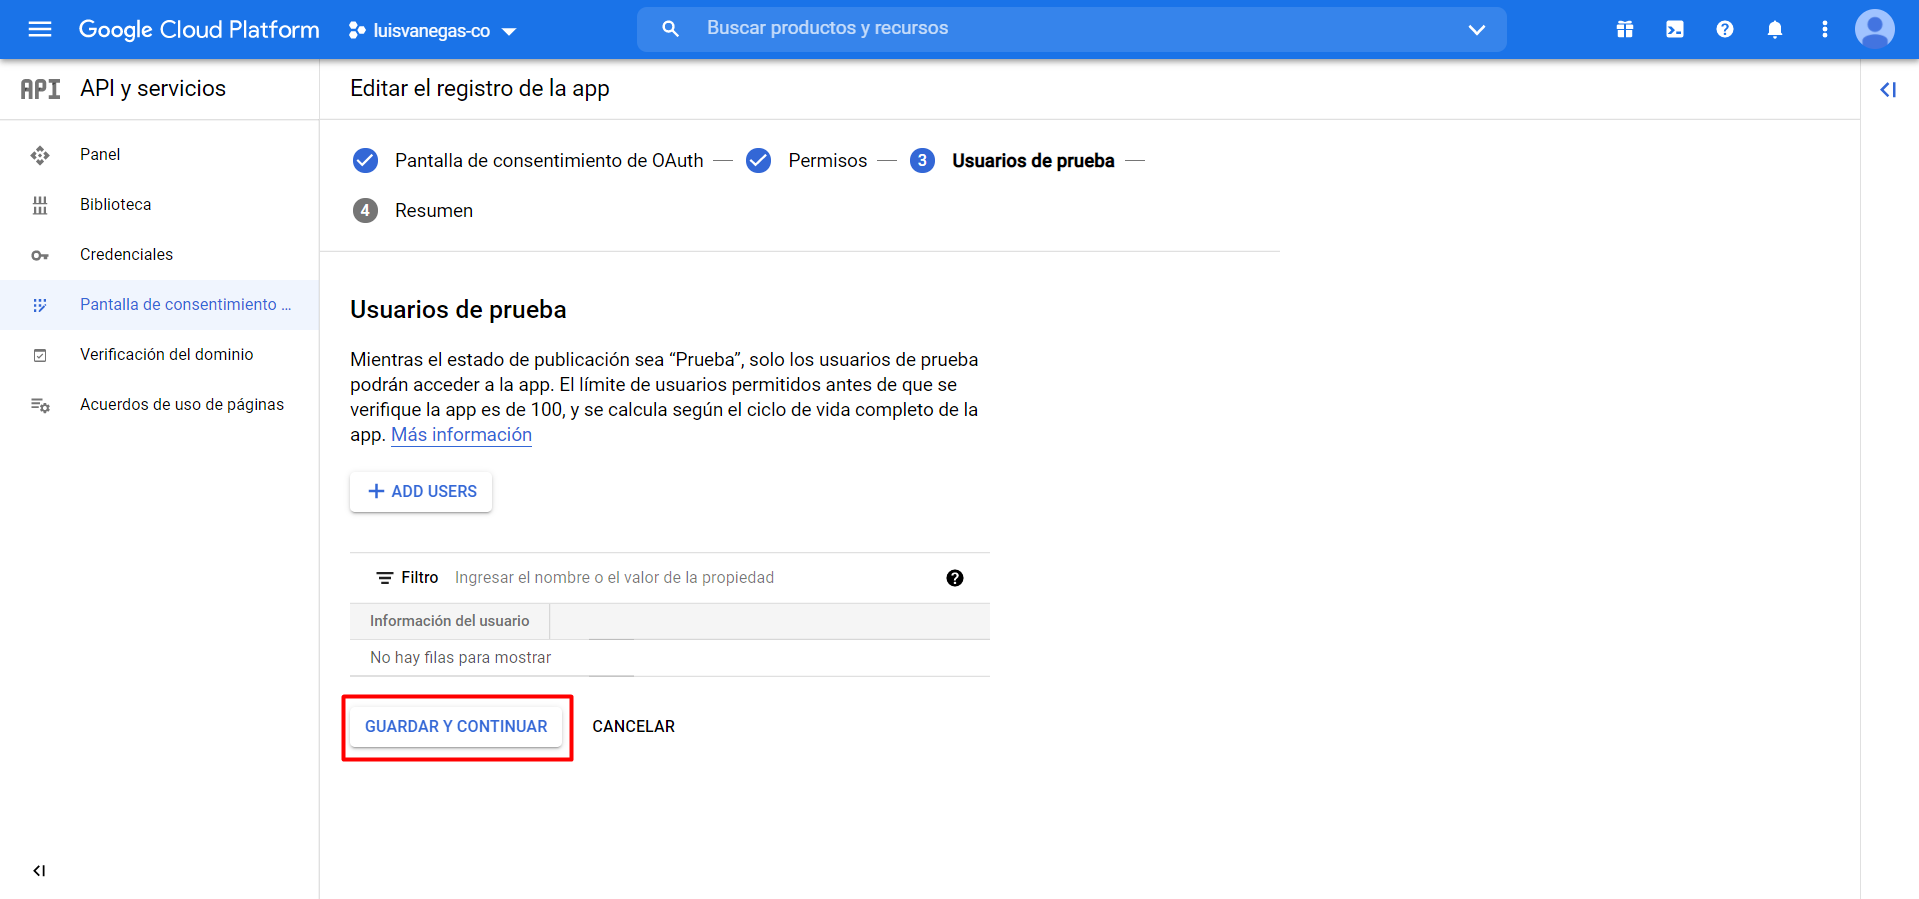 Google Cloud Platform
luisvanegas-co
Buscar productos y recursos
API API y servicios
Editar el registro de la app
Panel
Biblioteca
Credenciales
Pantalla de consentimiento ...
Verificación del dominio
Acuerdos de uso de páginas
Pantalla de consentimiento de OAuth
Permisos
3 Usuarios de prueba
4 Resumen
Usuarios de prueba
Mientras el estado de publicación sea “Prueba”, solo los usuarios de prueba
podrán acceder a la app. El límite de usuarios permitidos antes de que se
verifique la app es de 100, y se calcula según el ciclo de vida completo de la
app. Más información
+ ADD USERS
Filtro Ingresar el nombre o el valor de la propiedad
Información del usuario
No hay filas para mostrar
GUARDAR Y CONTINUAR CANCELAR